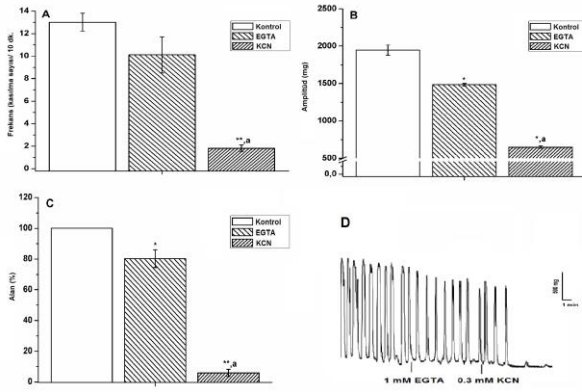 A
Kontrol
EGTA
KCN
Frekans (kasılma sayısı/ 10 dk.
14
12
10
8
6
4
2
0
**,a
B
Kontrol
EGTA
KCN
Amplitüd (mg)
2500
2000
1500
1000
500
0,0
*
*,a
C
Kontrol
EGTA
KCN
Alan (%)
120
100
80
60
40
20
0
*
**,a
D
500 mg
1 min
1 mM EGTA
0.3 mM KCN